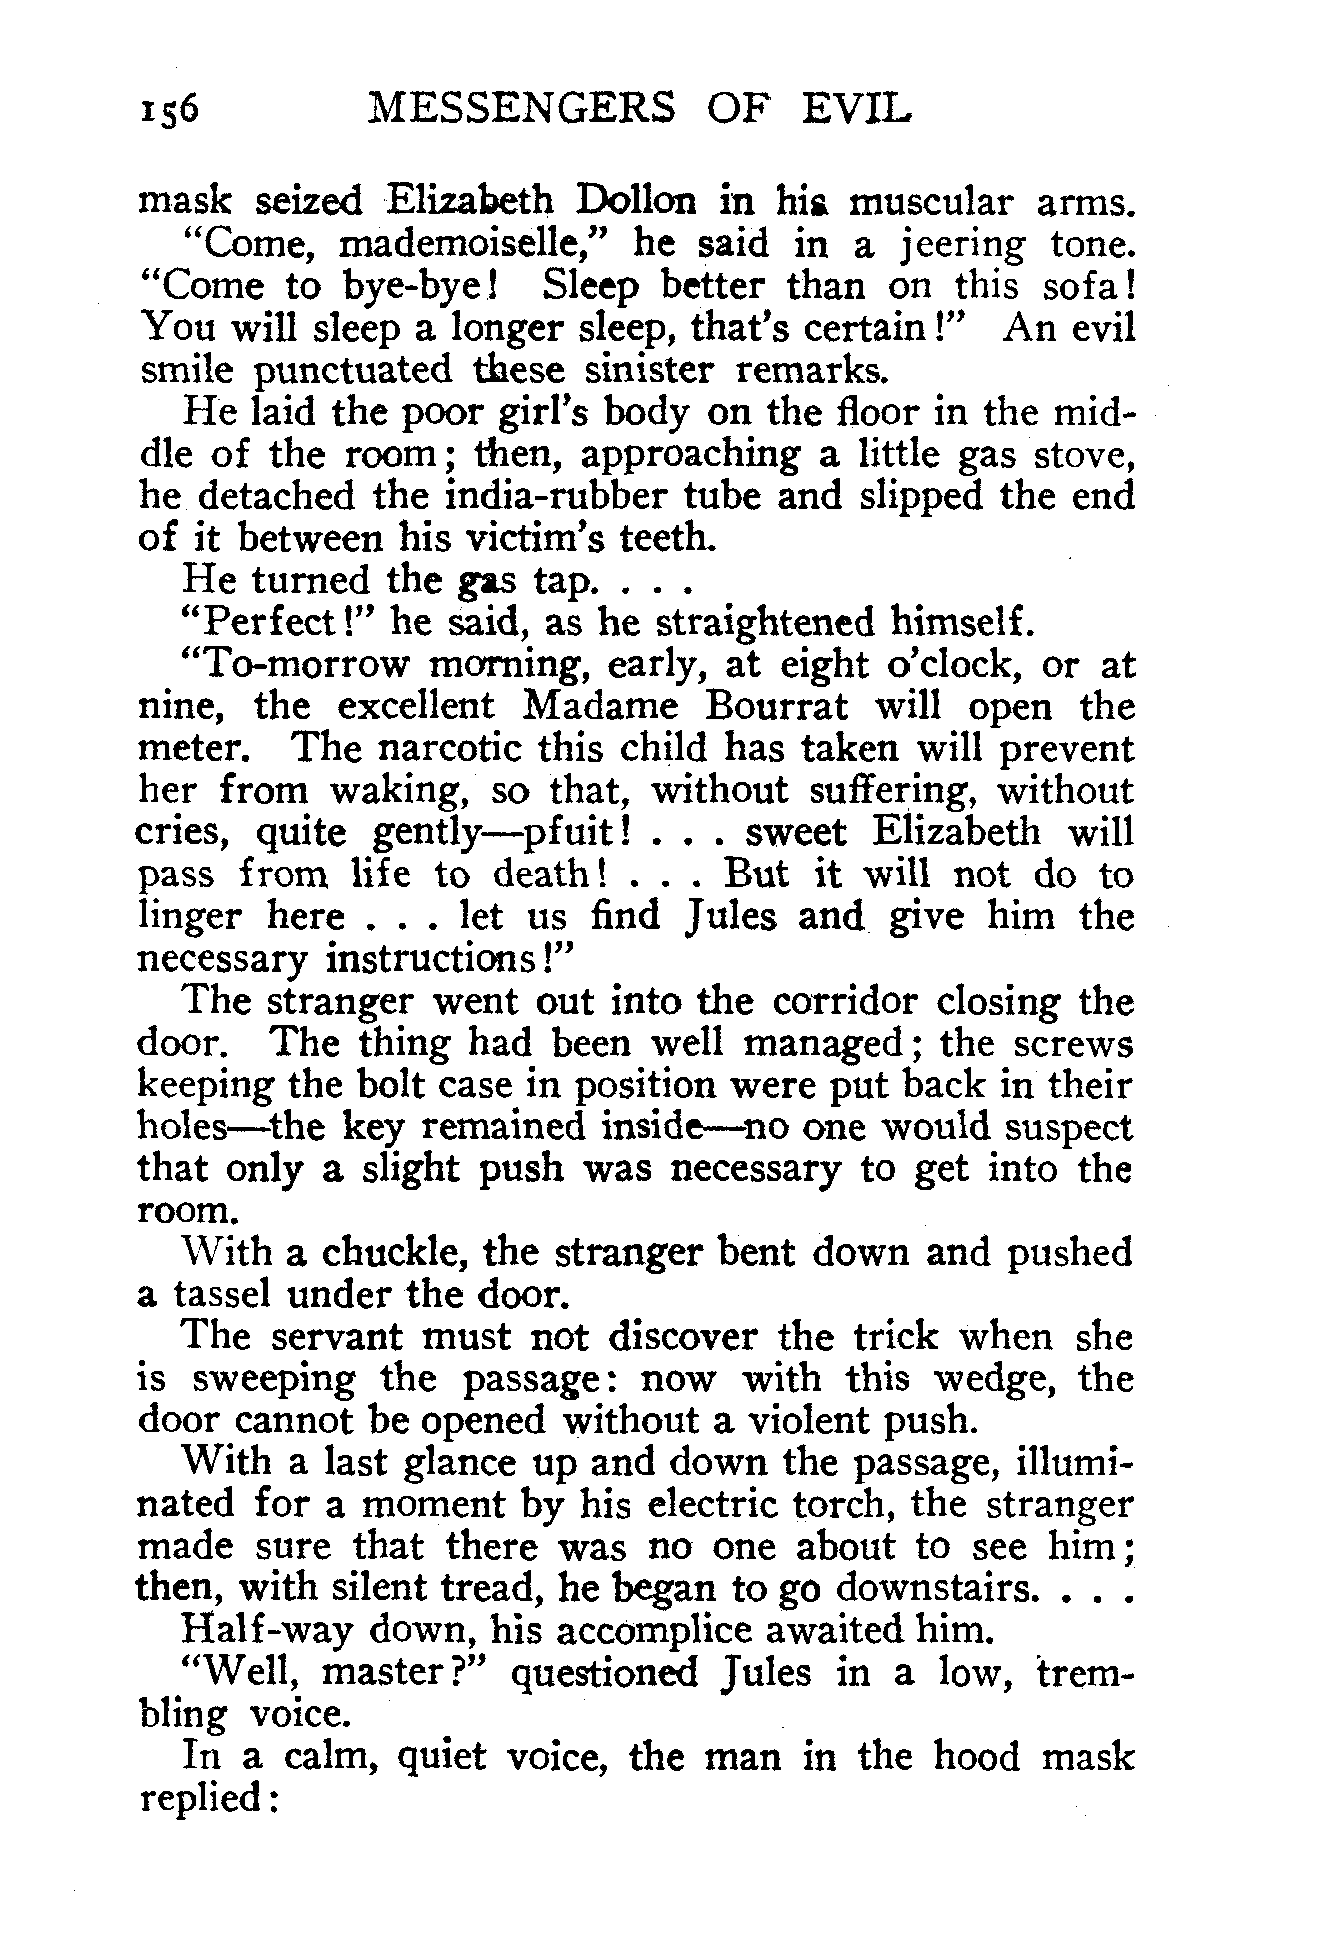 156 MESSENGERS OF EVIL
mask seized Elizabeth Dollon in his muscular arms.
"Come, mademoiselle," he said in a jeering tone.
"Come to bye-bye! Sleep better than on this sofa!
You will sleep a longer sleep, that's certain!" An evil
smile punctuated these sinister remarks.
He laid the poor girl's body on the floor in the mid-
dle of the room; then, approaching a little gas stove,
he detached the india-rubber tube and slipped the end
of it between his victim's teeth.
He turned the gas tap. . . .
"Perfect!" he said, as he straightened himself.
"To-morrow morning, early, at eight o'clock, or at
nine, the excellent Madame Bourrat will open the
meter. The narcotic this child has taken will prevent
her from waking, so that, without suffering, without
cries, quite gently—pfuit! . . . sweet Elizabeth will
pass from life to death! . . . But it will not do to
linger here . . . let us find Jules and give him the
necessary instructions!"
The stranger went out into the corridor closing the
door. The thing had been well managed; the screws
keeping the bolt case in position were put back in their
holes—the key remained inside—no one would suspect
that only a slight push was necessary to get into the
room.
With a chuckle, the stranger bent down and pushed
a tassel under the door.
The servant must not discover the trick when she
is sweeping the passage: now with this wedge, the
door cannot be opened without a violent push.
With a last glance up and down the passage, illumi-
nated for a moment by his electric torch, the stranger
made sure that there was no one about to see him;
then, with silent tread, he began to go downstairs. . . .
Half-way down, his accomplice awaited him.
"Well, master?" questioned Jules in a low, trem-
bling voice.
In a calm, quiet voice, the man in the hood mask
replied: